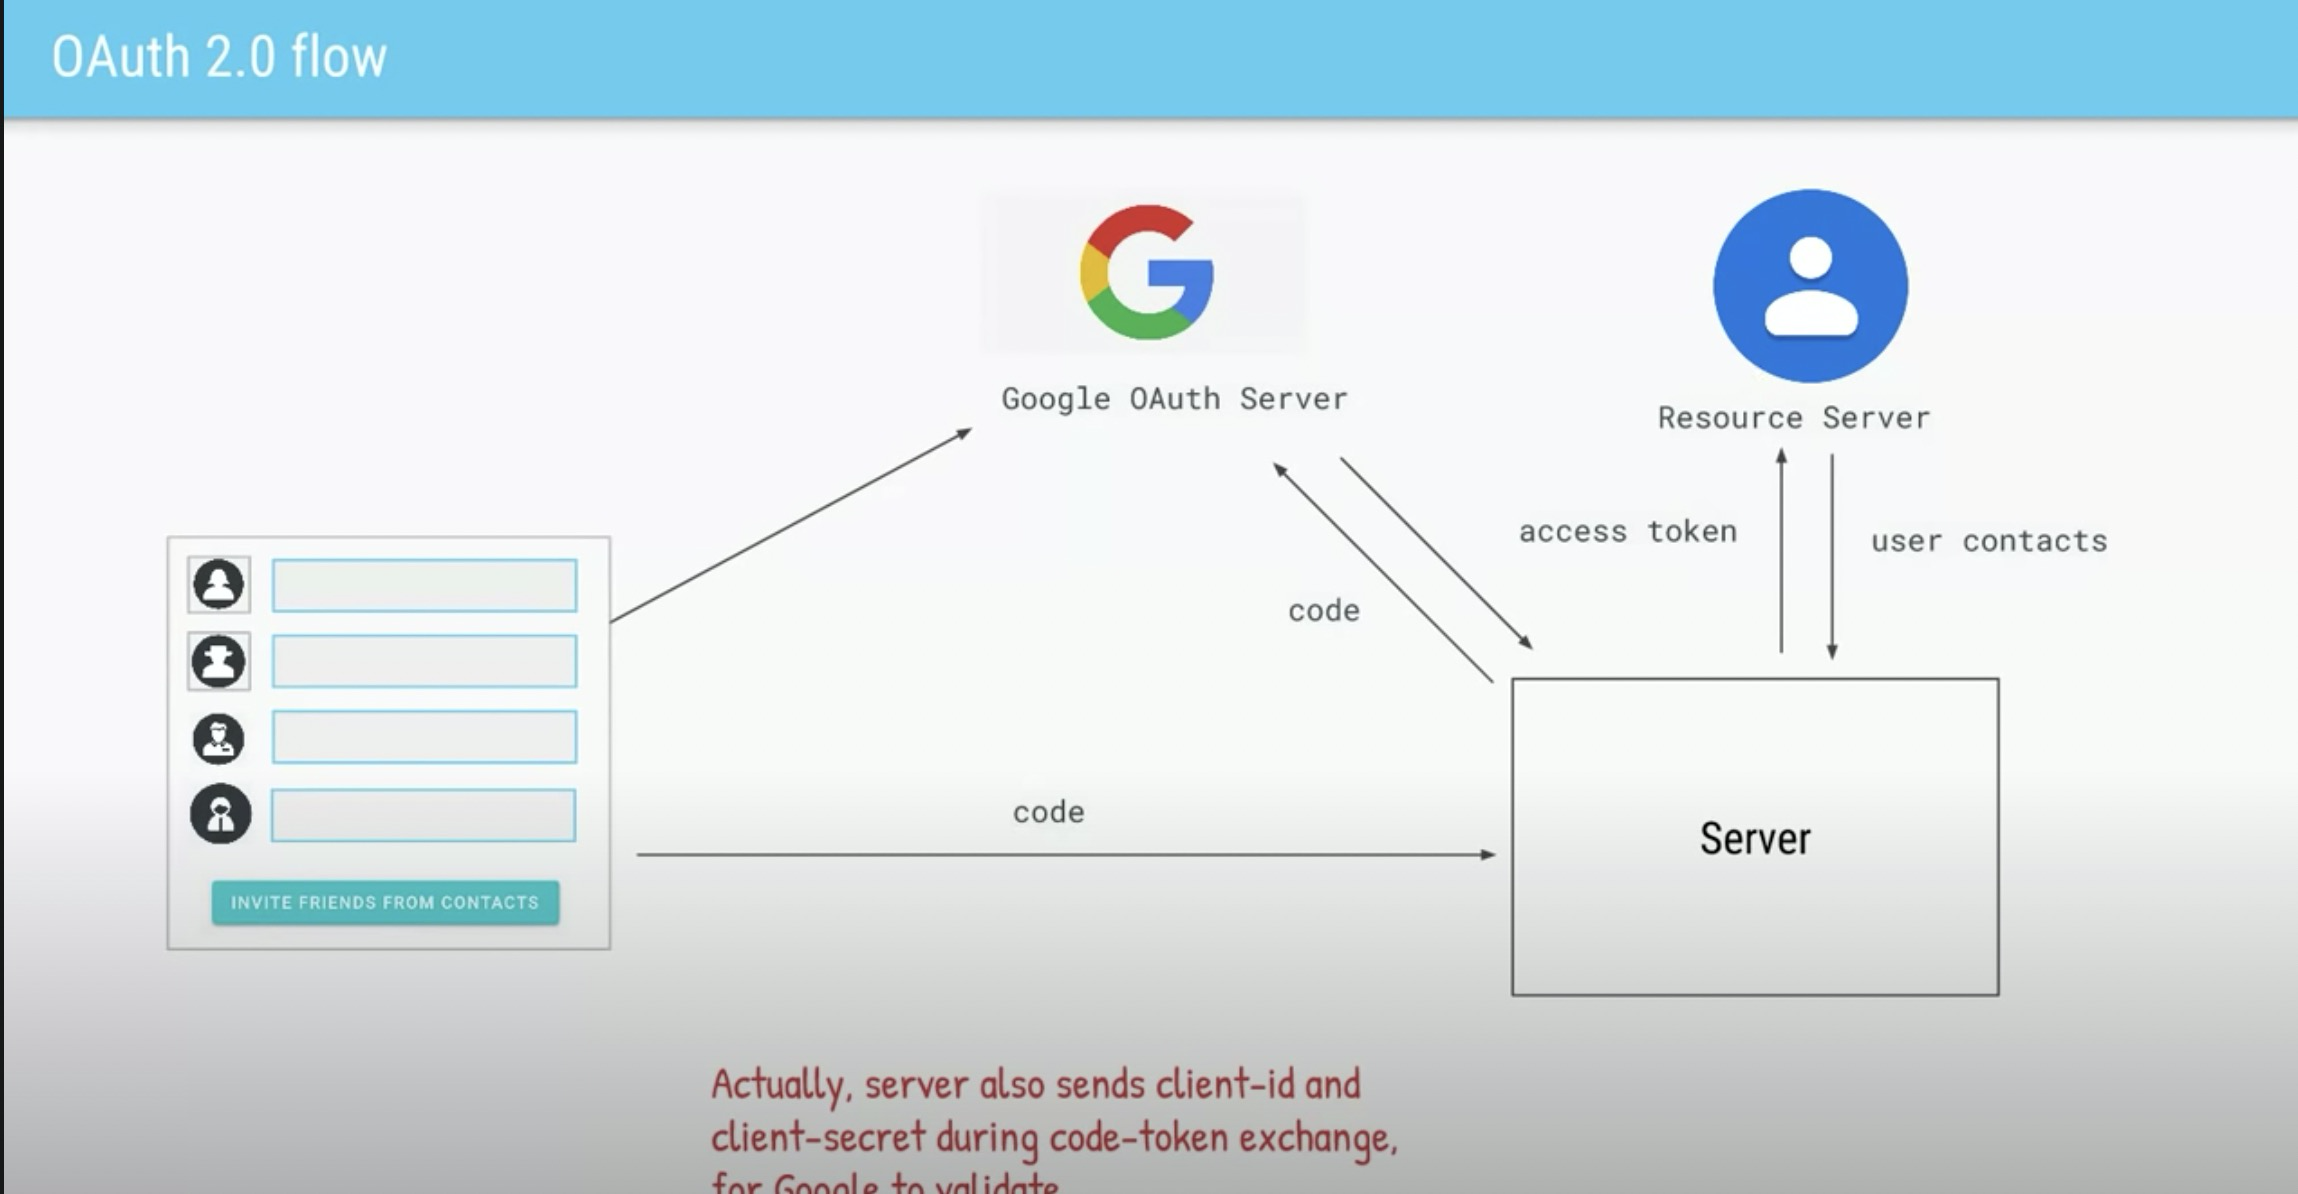 OAuth 2.0 flow
Google OAuth Server
Resource Server
access token
user contacts
code
code
Server
INVITE FRIENDS FROM CONTACTS
Actually, server also sends client-id and
client-secret during code-token exchange,
for Google to validate